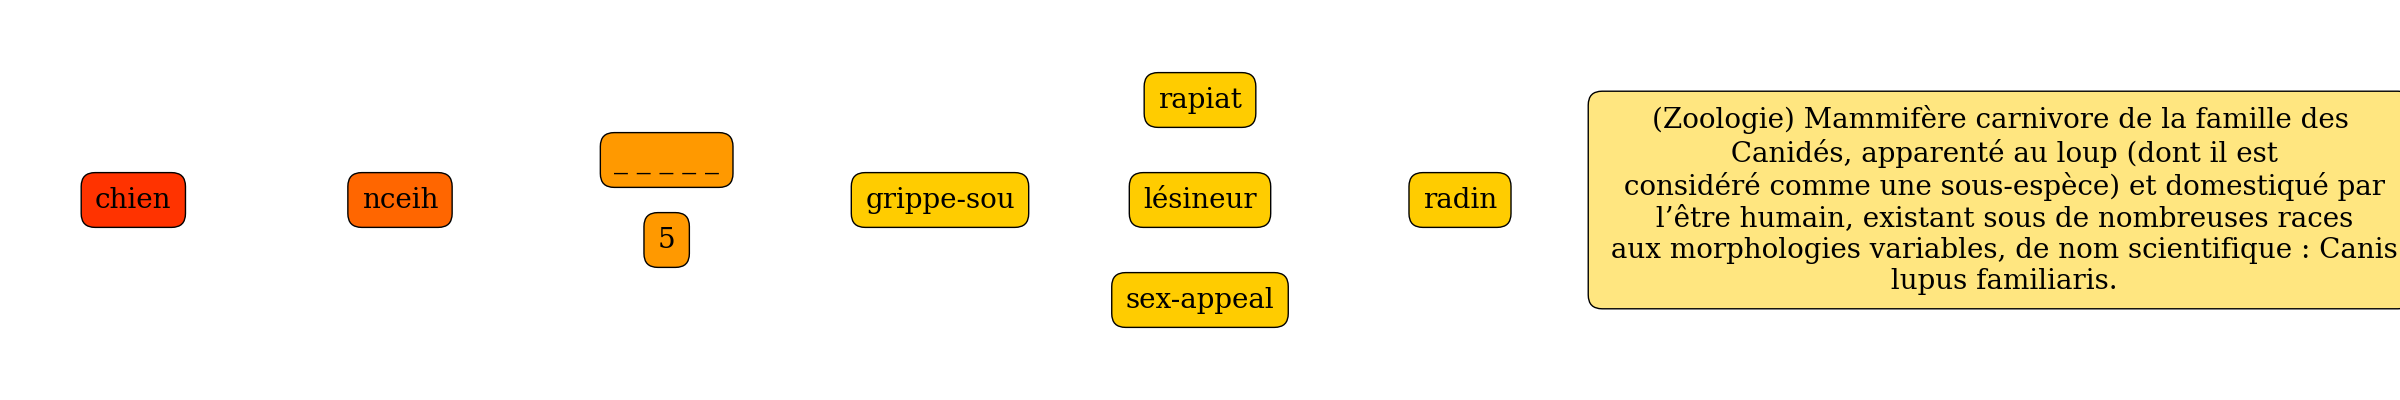 chien
nceih
_ _ _ _ _
5
grippe-sou
rapiat
lésineur
sex-appeal
radin
(Zoologie) Mammifère carnivore de la famille des
Canidés, apparenté au loup (dont il est
considéré comme une sous-espèce) et domestiqué par
l’être humain, existant sous de nombreuses races
aux morphologies variables, de nom scientifique : Canis
lupus familiaris.